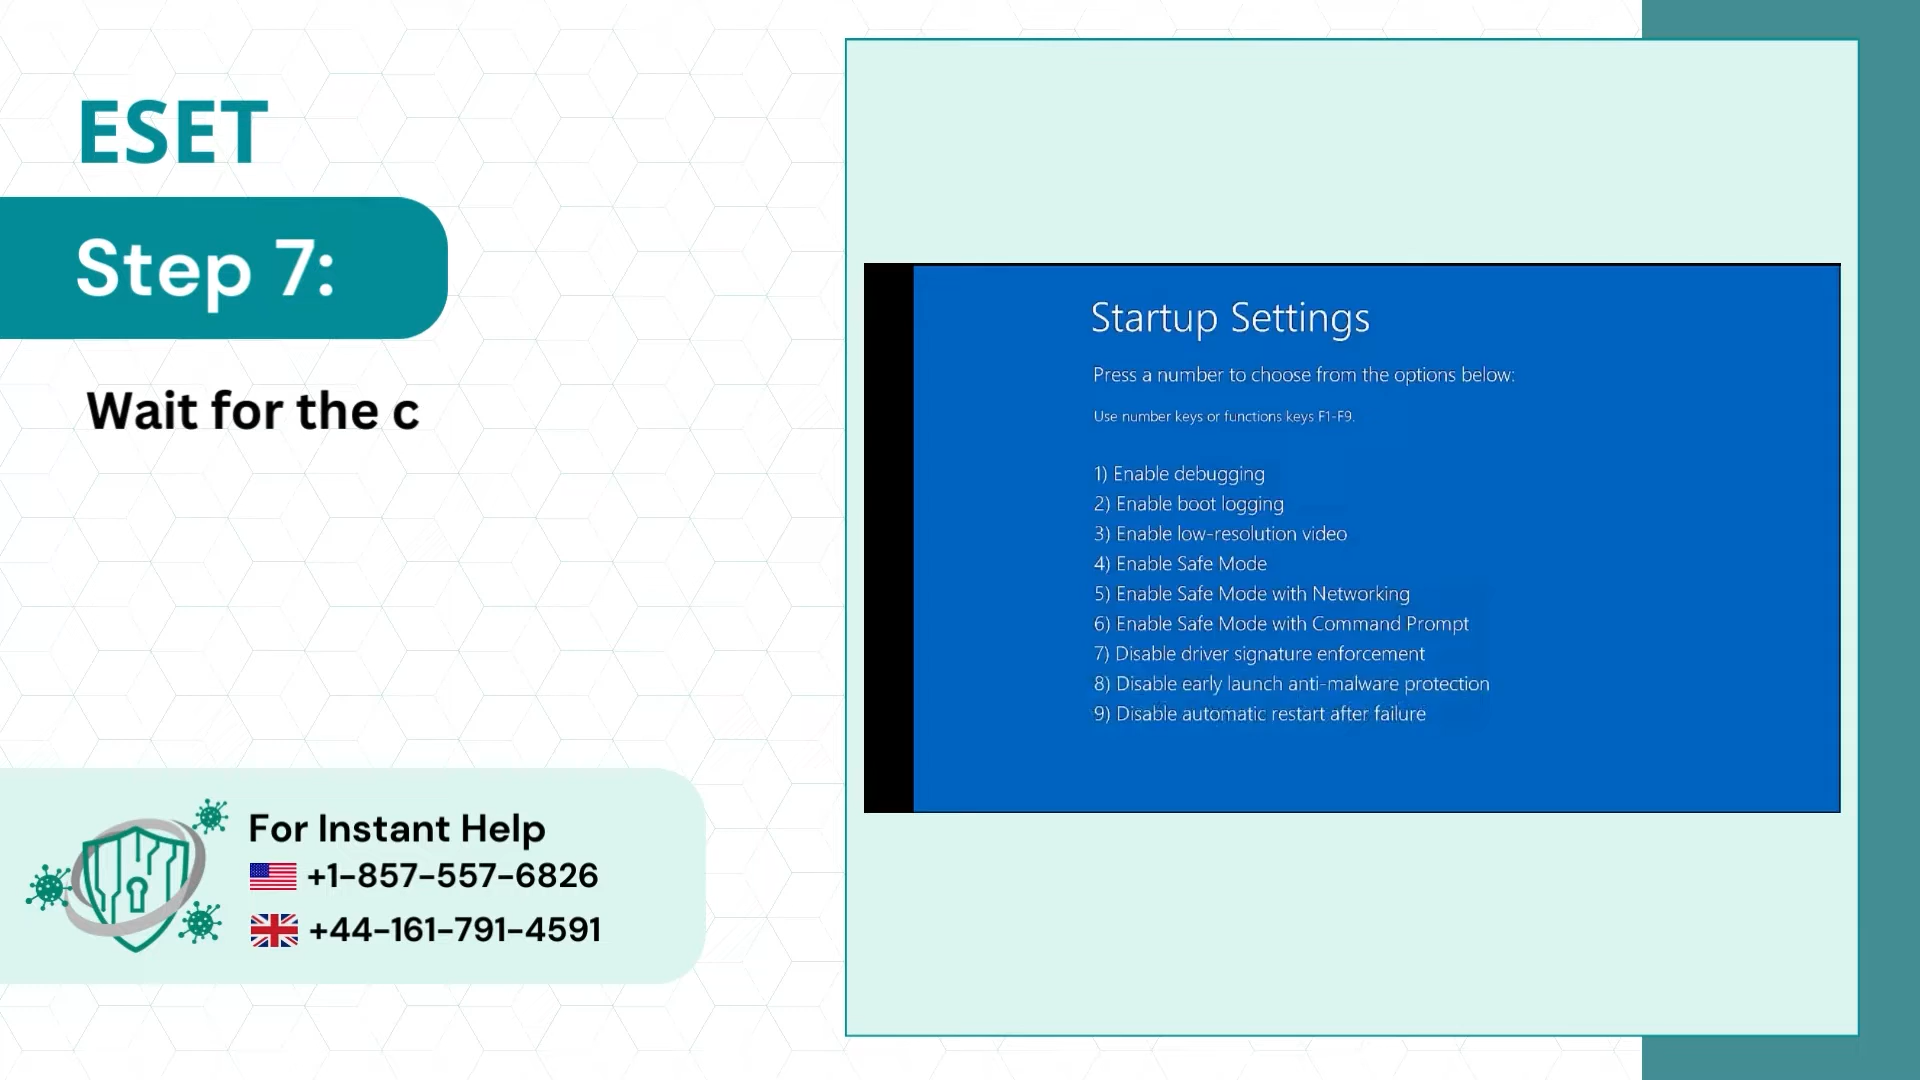 ESET
Step 7:
Wait for the c
For Instant Help
+1-857-557-6826
+44-161-791-4591
Startup Settings
Press a number to choose from the options below:
Use number keys or functions keys F1-F9.
1) Enable debugging
2) Enable boot logging
3) Enable low-resolution video
4) Enable Safe Mode
5) Enable Safe Mode with Networking
6) Enable Safe Mode with Command Prompt
7) Disable driver signature enforcement
8) Disable early launch anti-malware protection
9) Disable automatic restart after failure